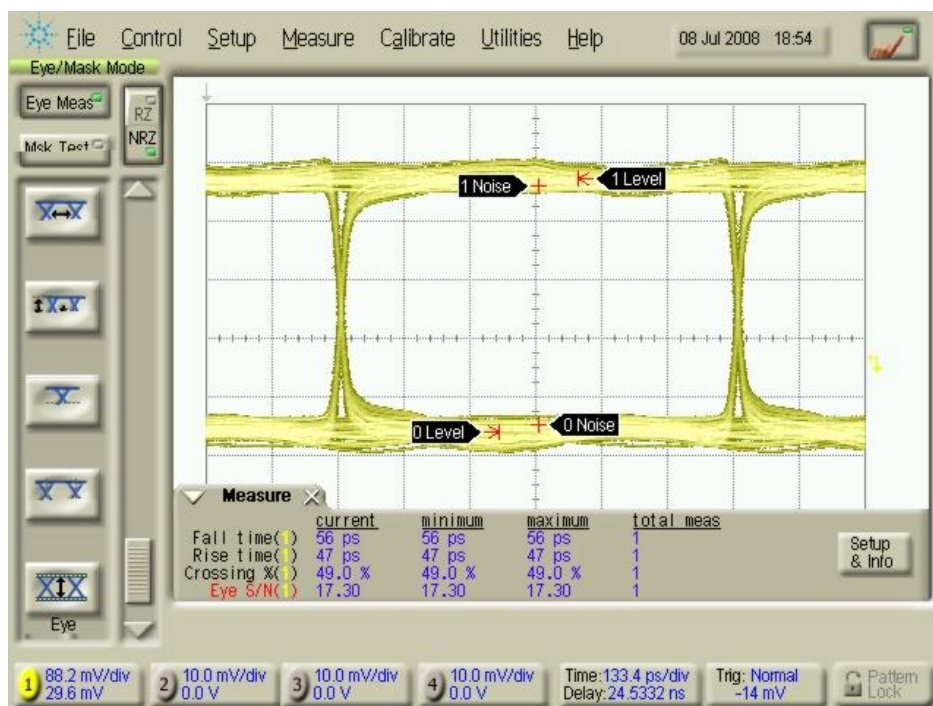 File Control Setup Measure Calibrate Utilities Help 08 Jul 2008 18:54
Eye/Mask Mode
Eye Meas
RZ
NRZ
Msk Test
1 Noise
1 Level
0 Level
0 Noise
Measure
current minimum maximum total meas
Fall time(1) 56 ps 56 ps 56 ps 1
Rise time(1) 47 ps 47 ps 47 ps 1
Crossing %(1) 49.0 % 49.0 % 49.0 % 1
Eye S/N(1) 17.30 17.30 17.30 1
Setup
& Info
Eye
1 88.2 mV/div
29.6 mV
2 10.0 mV/div
0.0 V
3 10.0 mV/div
0.0 V
4 10.0 mV/div
0.0 V
Time:133.4 ps/div
Delay:24.5332 ns
Trig: Normal
-14 mV
Pattern
Lock